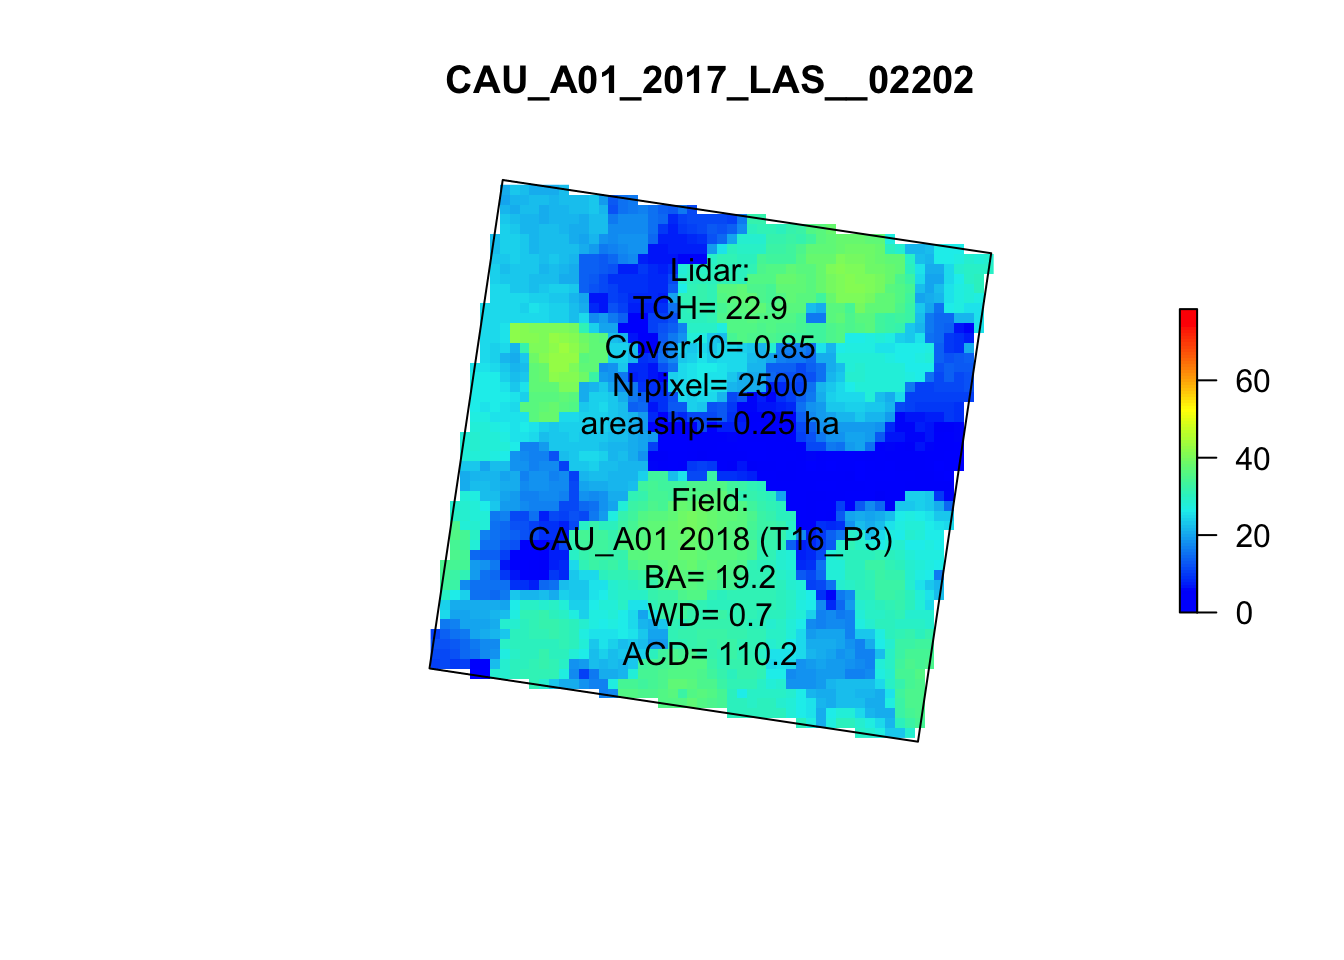 CAU_A01_2017_LAS__02202
Lidar:
TCH= 22.9
Cover10= 0.85
N.pixel= 2500
area.shp= 0.25 ha
Field:
CAU_A01 2018 (T16_P3)
BA= 19.2
WD= 0.7
ACD= 110.2
60
40
20
0